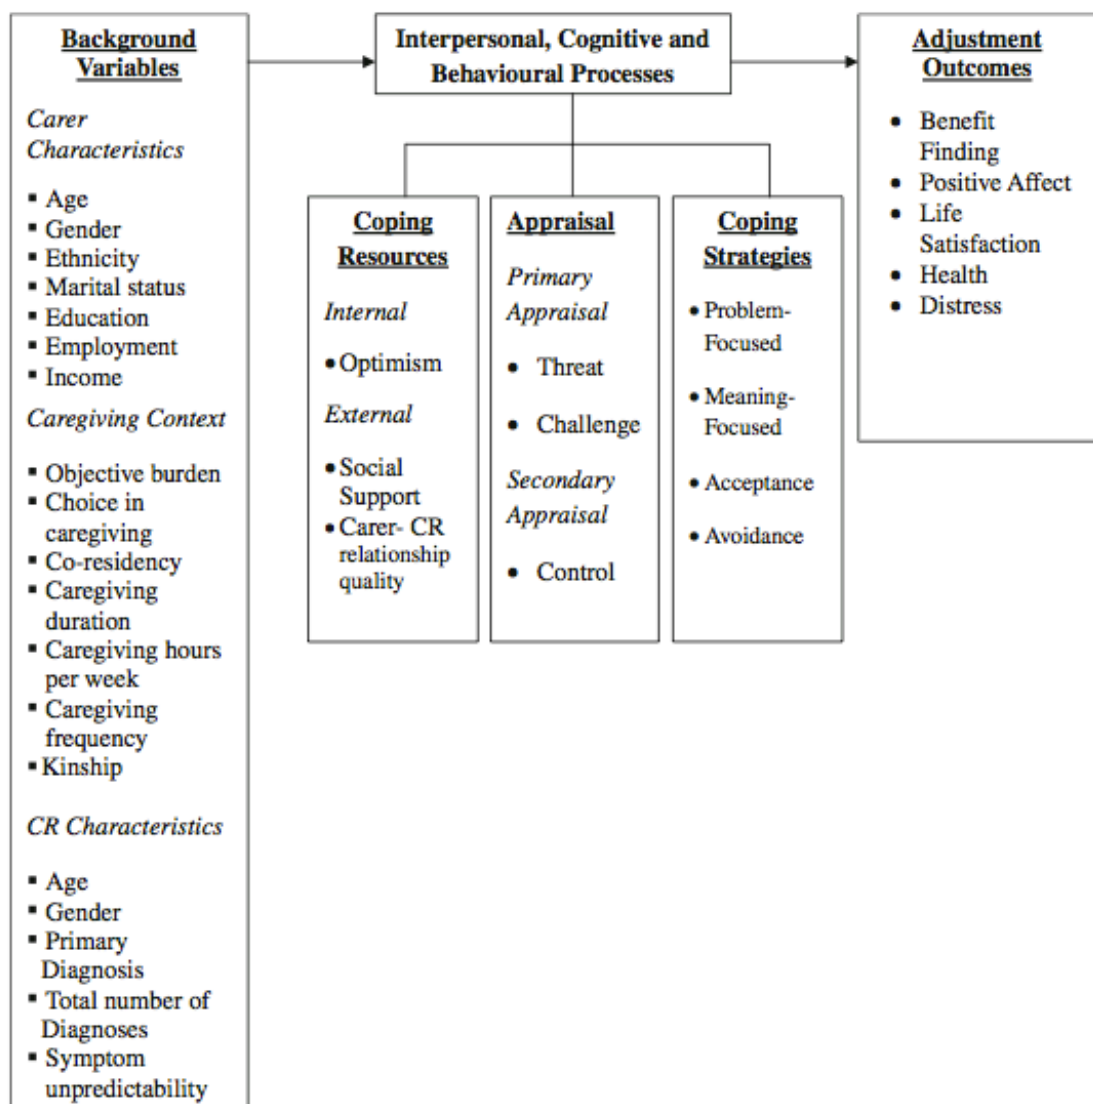 Background
Variables
Carer
Characteristics
▪ Age
▪ Gender
▪ Ethnicity
▪ Marital status
▪ Education
▪ Employment
▪ Income
Caregiving Context
▪ Objective burden
▪ Choice in
caregiving
▪ Co-residency
▪ Caregiving
duration
▪ Caregiving hours
per week
▪ Caregiving
frequency
▪ Kinship
CR Characteristics
▪ Age
▪ Gender
▪ Primary
Diagnosis
▪ Total number of
Diagnoses
▪ Symptom
unpredictability
Interpersonal, Cognitive and
Behavioural Processes
Coping
Resources
Internal
• Optimism
External
• Social
Support
• Carer- CR
relationship
quality
Appraisal
Primary
Appraisal
• Threat
• Challenge
Secondary
Appraisal
• Control
Coping
Strategies
• Problem-
Focused
• Meaning-
Focused
• Acceptance
• Avoidance
Adjustment
Outcomes
• Benefit
Finding
• Positive Affect
• Life
Satisfaction
• Health
• Distress